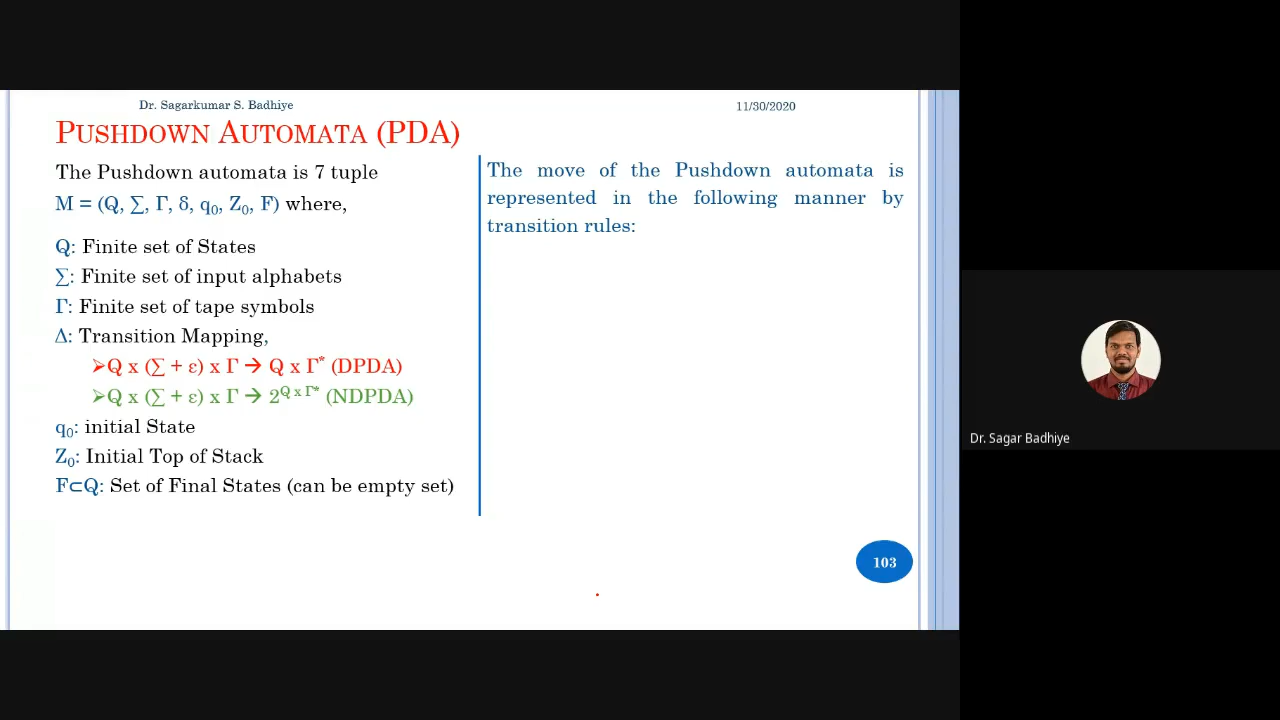 Dr. Sagarkumar S. Badhiye
11/30/2020
PUSHDOWN AUTOMATA (PDA)
The Pushdown automata is 7 tuple
M = (Q, ∑, Γ, δ, q₀, Z₀, F) where,
Q: Finite set of States
∑: Finite set of input alphabets
Γ: Finite set of tape symbols
Δ: Transition Mapping,
➢Q x (∑ + ε) x Γ → Q x Γ* (DPDA)
➢Q x (∑ + ε) x Γ → 2^(Q x Γ*) (NDPDA)
q₀: initial State
Z₀: Initial Top of Stack
F⊂Q: Set of Final States (can be empty set)
The move of the Pushdown automata is
represented in the following manner by
transition rules:
103
Dr. Sagar Badhiye